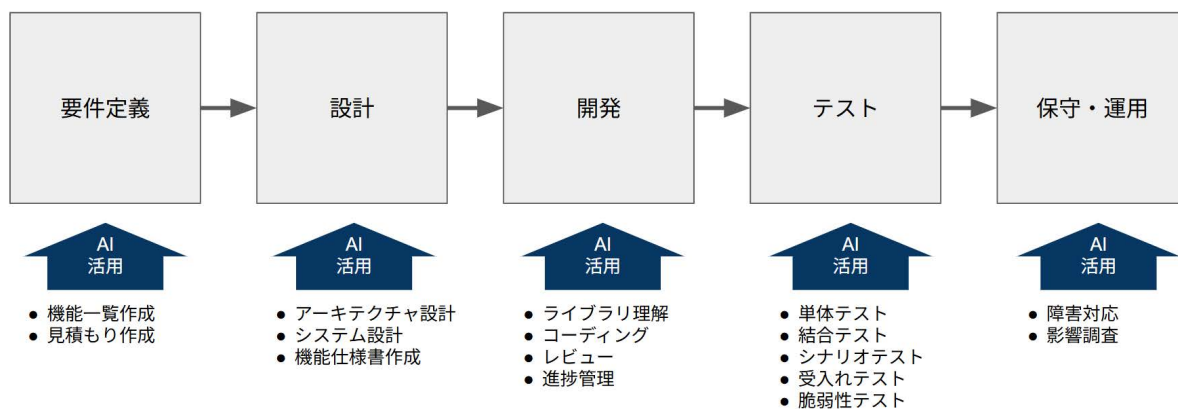 要件定義
設計
開発
テスト
保守・運用
AI
活用
AI
活用
AI
活用
AI
活用
AI
活用
● 機能一覧作成
● 見積もり作成
● アーキテクチャ設計
● システム設計
● 機能仕様書作成
● ライブラリ理解
● コーディング
● レビュー
● 進捗管理
● 単体テスト
● 結合テスト
● シナリオテスト
● 受入れテスト
● 脆弱性テスト
● 障害対応
● 影響調査